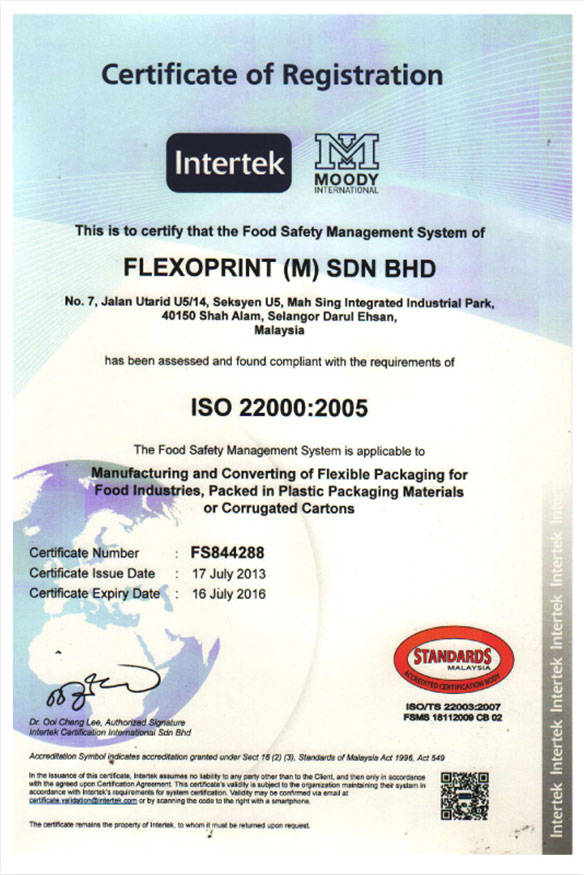 Certificate of Registration
Intertek
MOODY
INTERNATIONAL
This is to certify that the Food Safety Management System of
FLEXOPRINT (M) SDN BHD
No. 7, Jalan Utarid U5/14, Seksyen U5, Mah Sing Integrated Industrial Park,
40150 Shah Alam, Selangor Darul Ehsan,
Malaysia
has been assessed and found compliant with the requirements of
ISO 22000:2005
The Food Safety Management System is applicable to
Manufacturing and Converting of Flexible Packaging for
Food Industries, Packed in Plastic Packaging Materials
or Corrugated Cartons
Certificate Number : FS844288
Certificate Issue Date : 17 July 2013
Certificate Expiry Date : 16 July 2016
STANDARDS
MALAYSIA
ACCREDITED CERTIFICATION BODY
ISO/TS 22003:2007
FSMS 18112009 CB 02
Dr. Ooi Cheng Lee, Authorized Signature
Intertek Certification International Sdn Bhd
Accreditation Symbol indicates accreditation granted under Sect 16 (2) (3), Standards of Malaysia Act 1996, Act 549
In the issuance of this certificate, Intertek assumes no liability to any party other than to the Client, and then only in accordance
with the agreed upon Certification Agreement. This certificate's validity is subject to the organization maintaining their system in
accordance with Intertek's requirements for system certification. Validity may be confirmed via email at
certificate.validation@intertek.com or by scanning the code to the right with a smartphone.
The certificate remains the property of Intertek, to whom it must be returned upon request.
Intertek Intertek Intertek Intertek Intertek